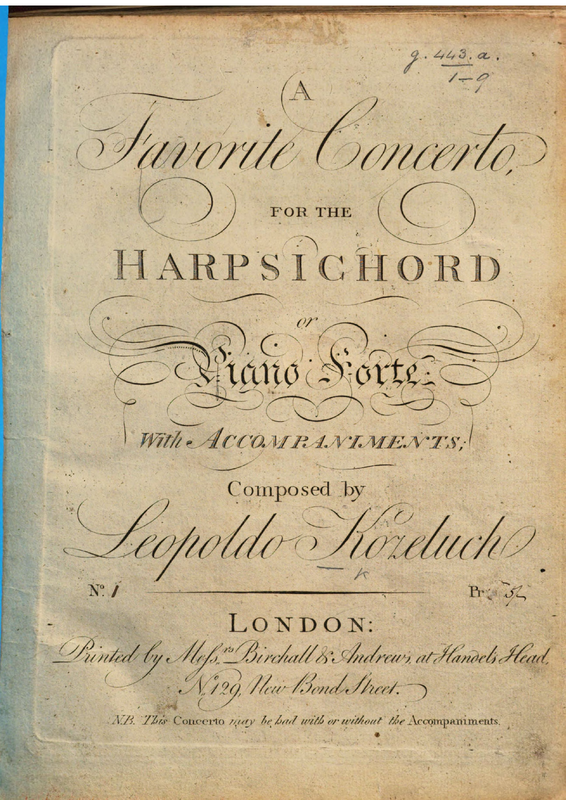 g. 443. a.
1-9
A
Favorite Concerto,
FOR THE
HARPSICHORD
or
Piano Forte
With ACCOMPANIMENTS;
Composed by
Leopoldo Kozeluch
K
No. 1
Pr. 5/
LONDON:
Printed by Messrs. Birchall & Andrews, at Handel's Head,
No. 129, New Bond Street.
N.B. This Concerto may be had with or without the Accompaniments.